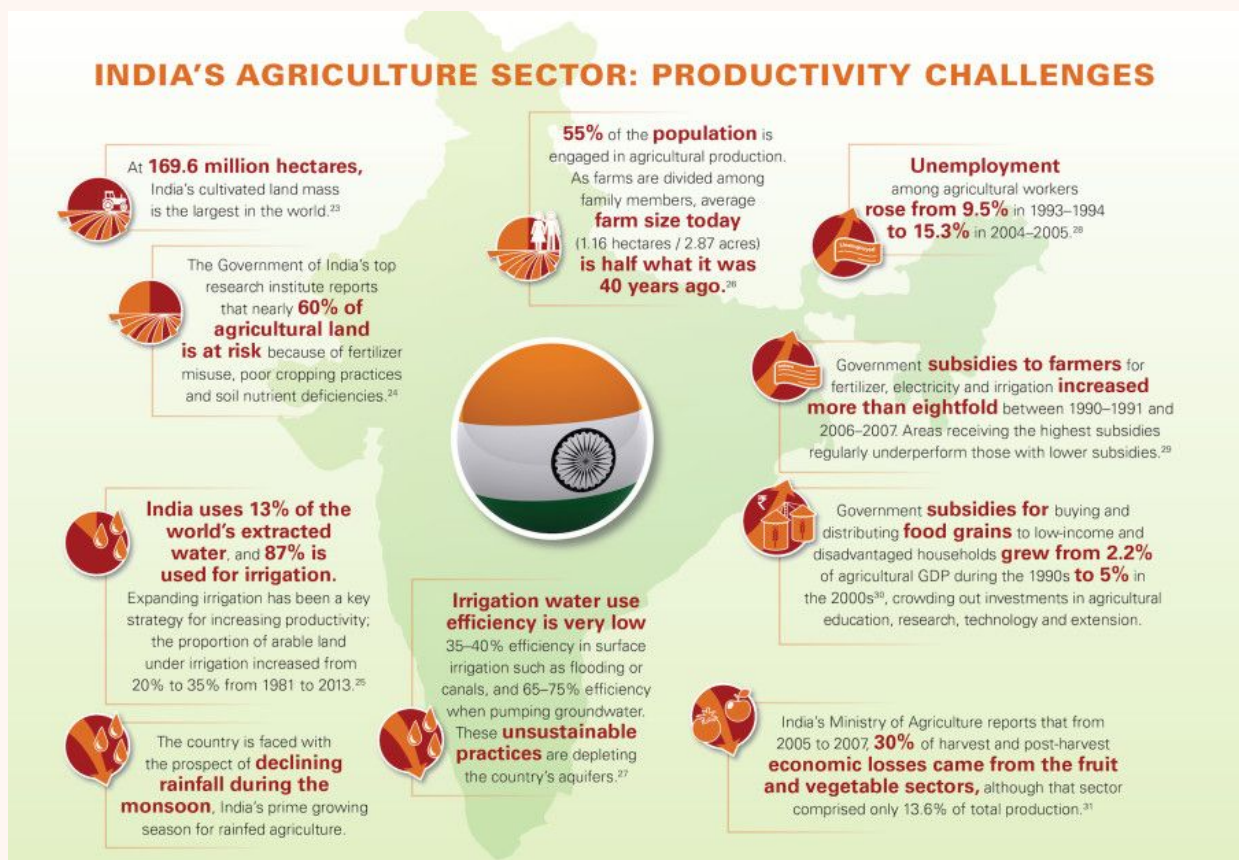 INDIA'S AGRICULTURE SECTOR: PRODUCTIVITY CHALLENGES
At 169.6 million hectares,
India's cultivated land mass
is the largest in the world.²³
The Government of India's top
research institute reports
that nearly 60% of
agricultural land
is at risk because of fertilizer
misuse, poor cropping practices
and soil nutrient deficiencies.²⁴
India uses 13% of the
world's extracted
water, and 87% is
used for irrigation.
Expanding irrigation has been a key
strategy for increasing productivity;
the proportion of arable land
under irrigation increased from
20% to 35% from 1981 to 2013.²⁵
The country is faced with
the prospect of declining
rainfall during the
monsoon, India's prime growing
season for rainfed agriculture.
55% of the population is
engaged in agricultural production.
As farms are divided among
family members, average
farm size today
(1.16 hectares / 2.87 acres)
is half what it was
40 years ago.²⁶
Irrigation water use
efficiency is very low
35–40% efficiency in surface
irrigation such as flooding or
canals, and 65–75% efficiency
when pumping groundwater.
These unsustainable
practices are depleting
the country's aquifers.²⁷
Unemployment
among agricultural workers
rose from 9.5% in 1993–1994
to 15.3% in 2004–2005.²⁸
Unemployed
Government subsidies to farmers for
fertilizer, electricity and irrigation increased
more than eightfold between 1990–1991 and
2006–2007. Areas receiving the highest subsidies
regularly underperform those with lower subsidies.²⁹
₹
Government subsidies for buying and
distributing food grains to low-income and
disadvantaged households grew from 2.2%
of agricultural GDP during the 1990s to 5% in
the 2000s³⁰, crowding out investments in agricultural
education, research, technology and extension.
India's Ministry of Agriculture reports that from
2005 to 2007, 30% of harvest and post-harvest
economic losses came from the fruit
and vegetable sectors, although that sector
comprised only 13.6% of total production.³¹